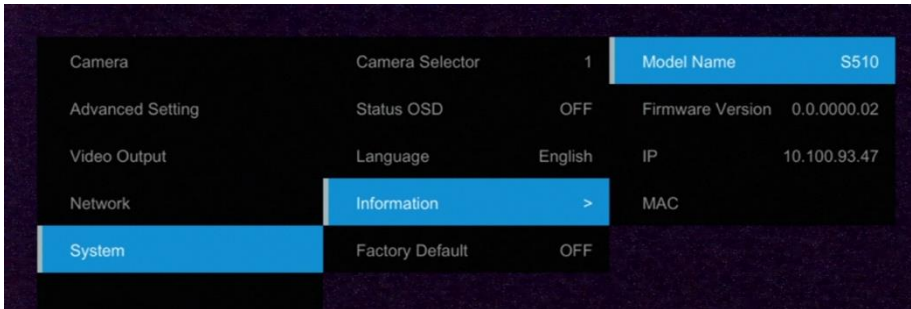 Camera
Advanced Setting
Video Output
Network
System
Camera Selector 1
Status OSD OFF
Language English
Information >
Factory Default OFF
Model Name S510
Firmware Version 0.0.0000.02
IP 10.100.93.47
MAC